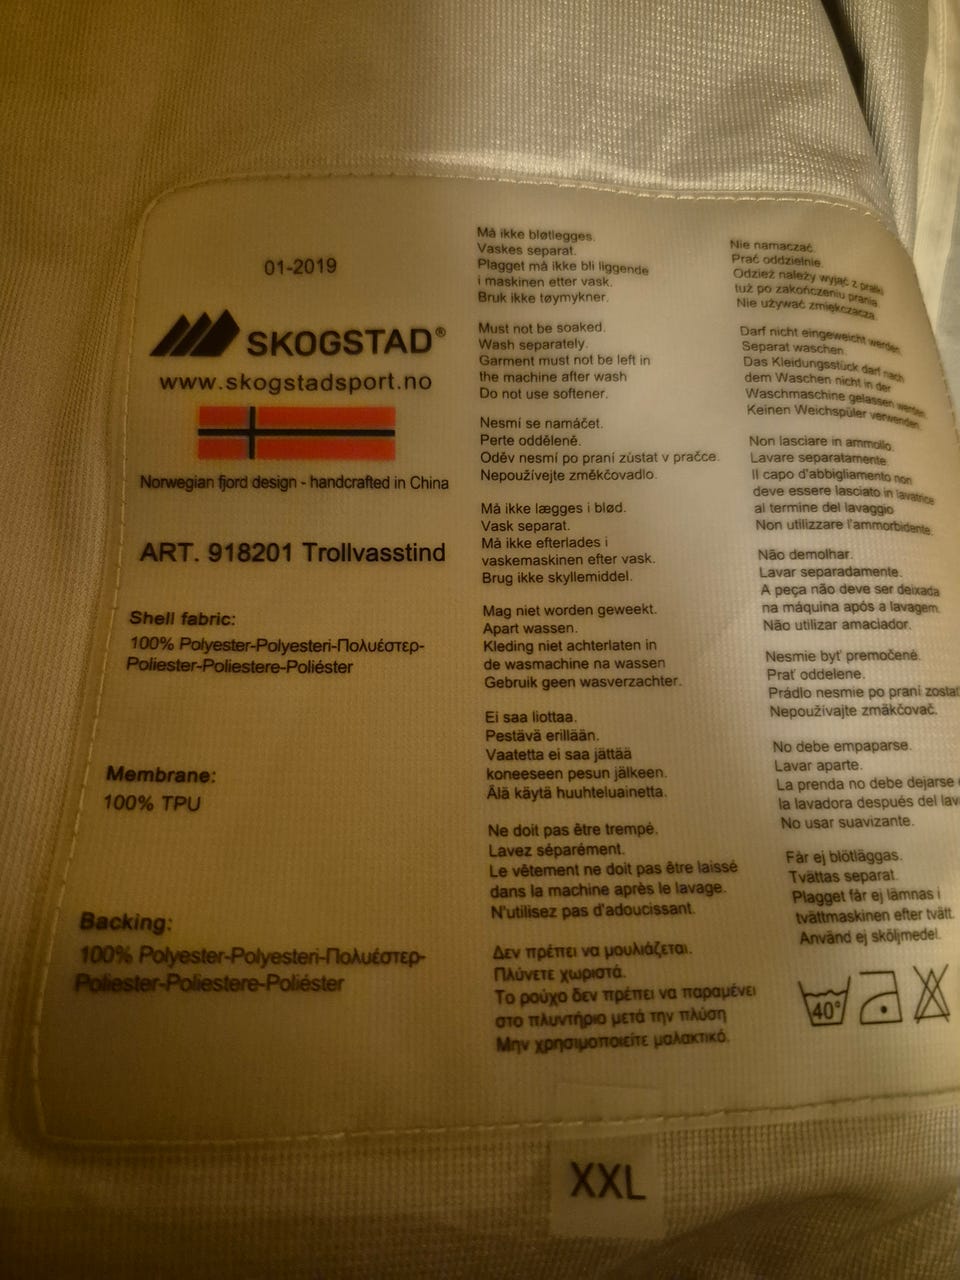 01-2019
SKOGSTAD®
www.skogstadsport.no
Norwegian fjord design - handcrafted in China
ART. 918201 Trollvasstind
Shell fabric:
100% Polyester-Polyesteri-Πολυέστερ-
Poliester-Poliestere-Poliéster
Membrane:
100% TPU
Backing:
100% Polyester-Polyesteri-Πολυέστερ-
Poliester-Poliestere-Poliéster
Må ikke bløtlegges.
Vaskes separat.
Plagget må ikke bli liggende
i maskinen etter vask.
Bruk ikke tøymykner.
Must not be soaked.
Wash separately.
Garment must not be left in
the machine after wash
Do not use softener.
Nesmí se namáčet.
Perte odděleně.
Oděv nesmí po praní zůstat v pračce.
Nepoužívejte změkčovadlo.
Må ikke lægges i blød.
Vask separat.
Må ikke efterlades i
vaskemaskinen efter vask.
Brug ikke skyllemiddel.
Mag niet worden geweekt.
Apart wassen.
Kleding niet achterlaten in
de wasmachine na wassen
Gebruik geen wasverzachter.
Ei saa liottaa.
Pestävä erillään.
Vaatetta ei saa jättää
koneeseen pesun jälkeen.
Älä käytä huuhteluainetta.
Ne doit pas être trempé.
Lavez séparément.
Le vêtement ne doit pas être laissé
dans la machine après le lavage.
N'utilisez pas d'adoucissant.
Δεν πρέπει να μουλιάζεται.
Πλύνετε χωριστά.
Το ρούχο δεν πρέπει να παραμένει
στο πλυντήριο μετά την πλύση
Μην χρησιμοποιείτε μαλακτικό.
Nie namaczać.
Prać oddzielnie.
Odzież należy wyjąć z pralki
tuż po zakończeniu prania
Nie używać zmiękczacza.
Darf nicht eingeweicht werden.
Separat waschen.
Das Kleidungsstück darf nach
dem Waschen nicht in der
Waschmaschine gelassen werden.
Keinen Weichspüler verwenden.
Non lasciare in ammollo.
Lavare separatamente.
Il capo d'abbigliamento non
deve essere lasciato in lavatrice
al termine del lavaggio
Non utilizzare l'ammorbidente.
Não demolhar.
Lavar separadamente.
A peça não deve ser deixada
na máquina após a lavagem.
Não utilizar amaciador.
Nesmie byť premočené.
Prať oddelene.
Prádlo nesmie po praní zostať
Nepoužívajte zmäkčovač.
No debe empaparse.
Lavar aparte.
La prenda no debe dejarse
la lavadora después del lav
No usar suavizante.
Får ej blötläggas.
Tvättas separat.
Plagget får ej lämnas i
tvättmaskinen efter tvätt.
Använd ej sköljmedel.
40°
XXL